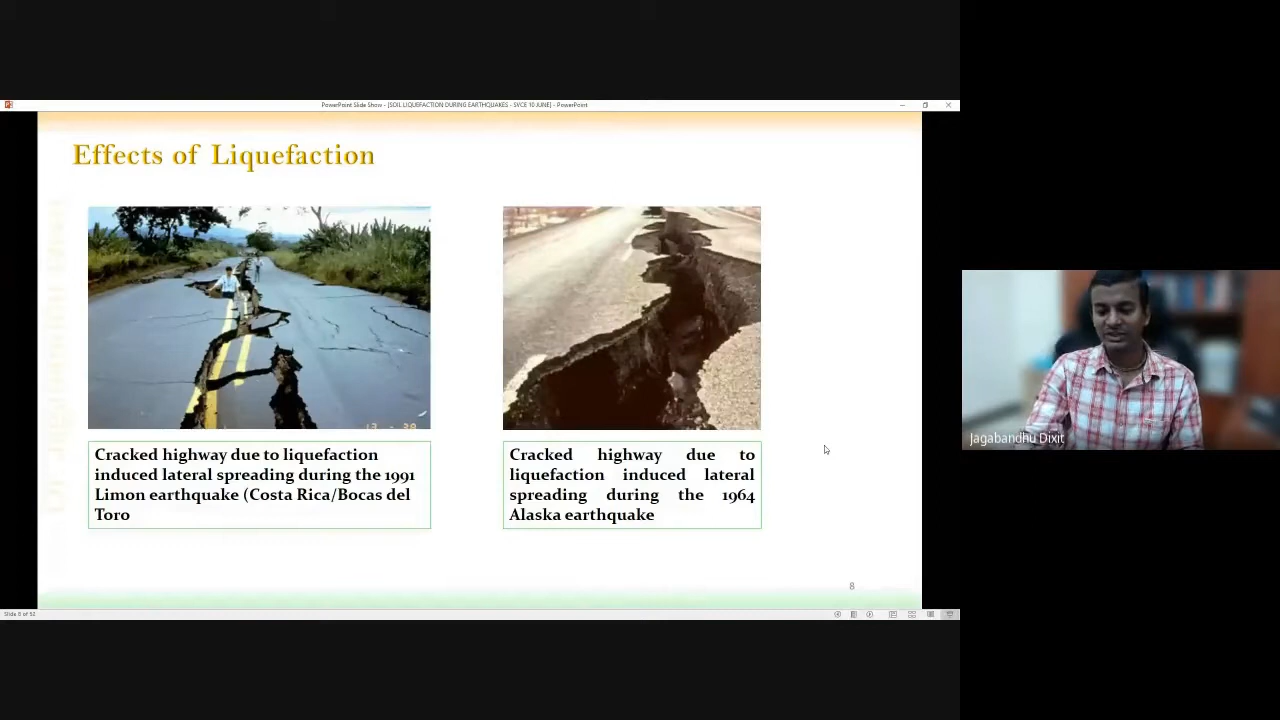 PowerPoint Slide Show - [SOIL LIQUEFACTION DURING EARTHQUAKES - SVCE 10 JUNE] - PowerPoint
Effects of Liquefaction
Cracked highway due to liquefaction
induced lateral spreading during the 1991
Limon earthquake (Costa Rica/Bocas del
Toro
Cracked highway due to
liquefaction induced lateral
spreading during the 1964
Alaska earthquake
8
Jagabandhu Dixit